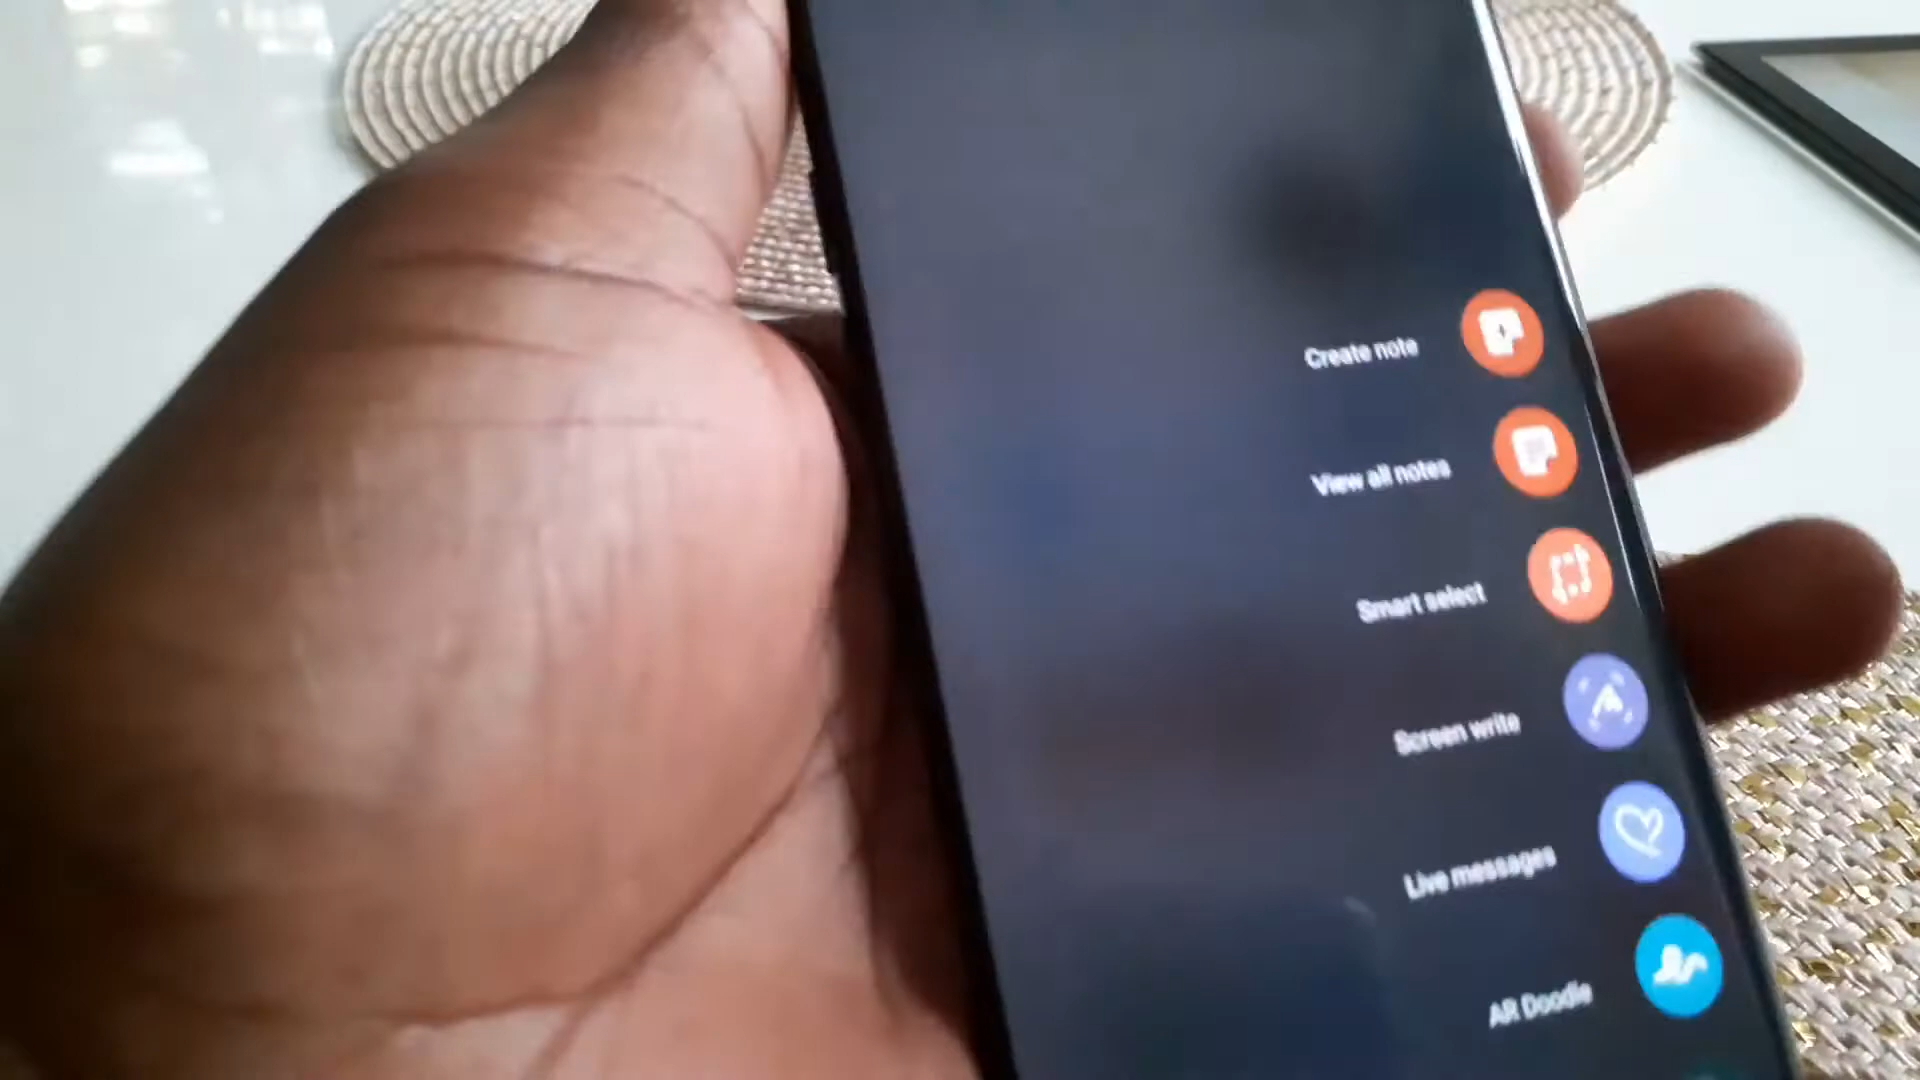 Create note
View all notes
Smart select
Screen write
Live messages
AR Doodle